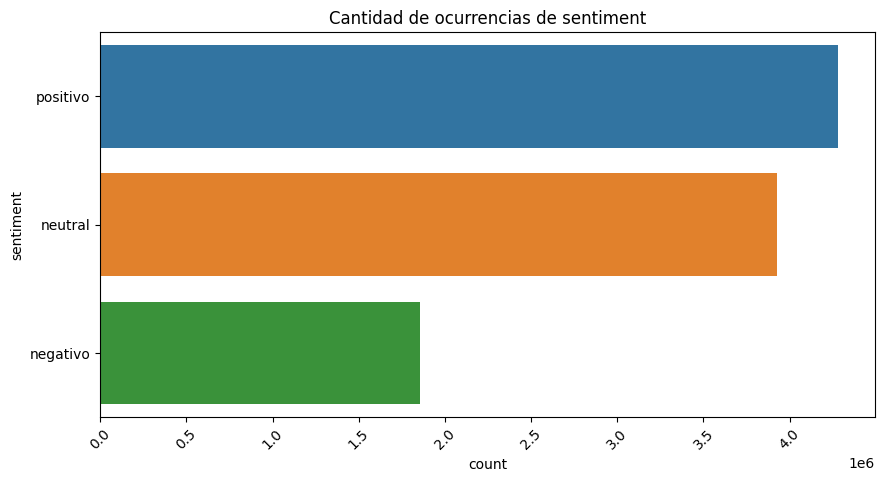 Cantidad de ocurrencias de sentiment
sentiment
positivo
neutral
negativo
0.0 0.5 1.0 1.5 2.0 2.5 3.0 3.5 4.0
1e6
count